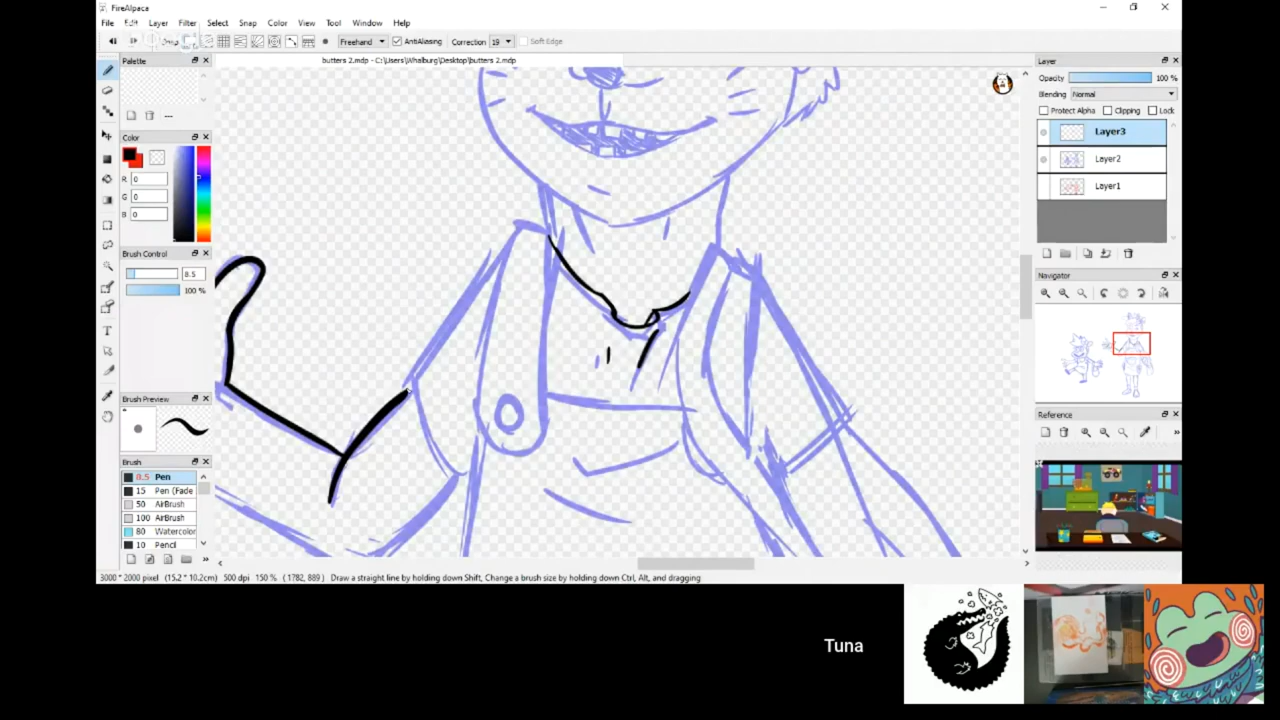 FireAlpaca
File Edit Layer Filter Select Snap Color View Tool Window Help
Snap Freehand AntiAliasing Correction 19 Soft Edge
Palette
butters 2.mdp - C:\Users\Whalburg\Desktop\butters 2.mdp
Layer
Opacity 100 %
Blending Normal
Protect Alpha Clipping Lock
Layer3
Layer2
Layer1
Color
R 0
G 0
B 0
Brush Control
8.5
100 %
Navigator
Brush Preview
Reference
Brush
8.5 Pen
15 Pen (Fade
50 AirBrush
100 AirBrush
80 Watercolor
10 Pencil
3000 * 2000 pixel (15.2 * 10.2cm) 500 dpi 150 % ( 1782, 889 ) Draw a straight line by holding down Shift, Change a brush size by holding down Ctrl, Alt, and dragging
Tuna